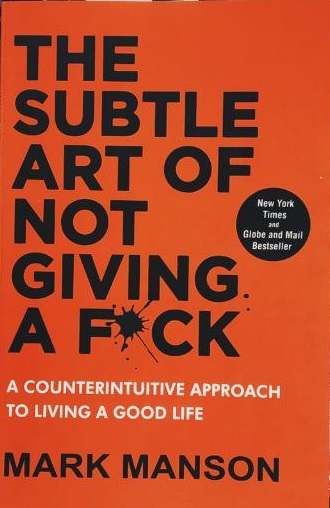 THE
SUBTLE
ART OF
NOT
GIVING
A F*CK
New York
Times
and
Globe and Mail
Bestseller
A COUNTERINTUITIVE APPROACH
TO LIVING A GOOD LIFE
MARK MANSON